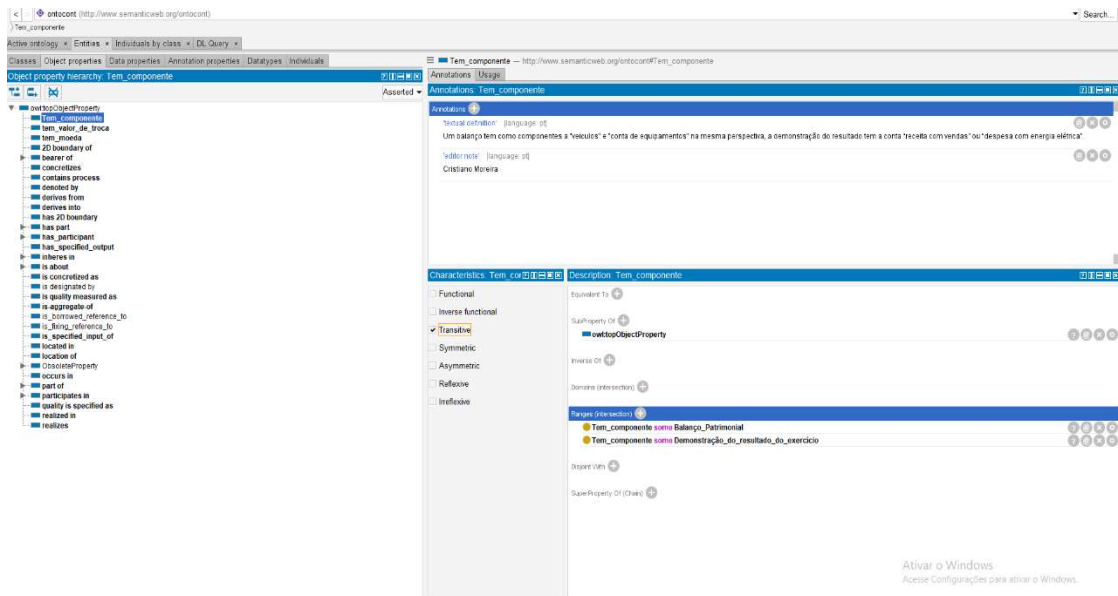 ontocont (http://www.semanticweb.org/ontocont)
Search...
Tem_componente
Active ontology × Entities × Individuals by class × DL Query ×
Classes Object properties Data properties Annotation properties Datatypes Individuals
Object property hierarchy: Tem_componente
Asserted
owl:topObjectProperty
Tem_componente
tem_valor_de_troca
tem_moeda
2D boundary of
bearer of
concretizes
contains process
denoted by
derives from
derives into
has 2D boundary
has part
has_participant
has_specified_output
inheres in
is about
is concretized as
is designated by
is quality measured as
is-aggregate-of
is_borrowed_reference_to
is_fixing_reference_to
is_specified_input_of
located in
location of
ObsoleteProperty
occurs in
part of
participates in
quality is specified as
realized in
realizes
Tem_componente — http://www.semanticweb.org/ontocont#Tem_componente
Annotations Usage
Annotations: Tem_componente
Annotations
'textual definition' [language: pt]
Um balanço tem como componentes a "veículos" e "conta de equipamentos" na mesma perspectiva, a demonstração do resultado tem a conta "receita com vendas" ou "despesa com energia elétrica".
'editor note' [language: pt]
Cristiano Moreira
Characteristics: Tem_cor
Functional
Inverse functional
Transitive
Symmetric
Asymmetric
Reflexive
Irreflexive
Description: Tem_componente
Equivalent To
SubProperty Of
owl:topObjectProperty
Inverse Of
Domains (intersection)
Ranges (intersection)
Tem_componente some Balanço_Patrimonial
Tem_componente some Demonstração_do_resultado_do_exercício
Disjoint With
SuperProperty Of (Chain)
Ativar o Windows
Acesse Configurações para ativar o Windows.